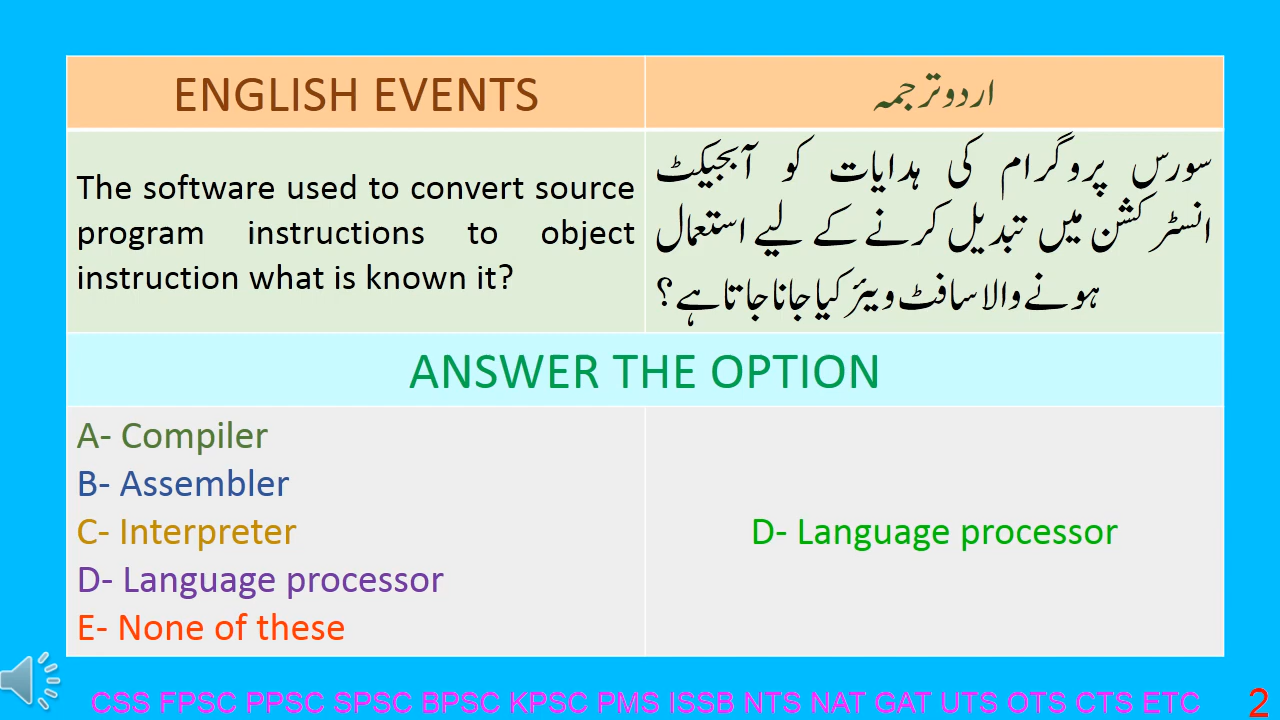 ENGLISH EVENTS
اردو ترجمہ
The software used to convert source
program instructions to object
instruction what is known it?
سورس پروگرام کی ہدایات کو آبجیکٹ
انسٹرکشن میں تبدیل کرنے کے لیے استعمال
ہونے والا سافٹ ویئر کیا جانا جاتا ہے؟
ANSWER THE OPTION
A- Compiler
B- Assembler
C- Interpreter
D- Language processor
E- None of these
D- Language processor
CSS FPSC PPSC SPSC BPSC KPSC PMS ISSB NTS NAT GAT UTS OTS CTS ETC
2